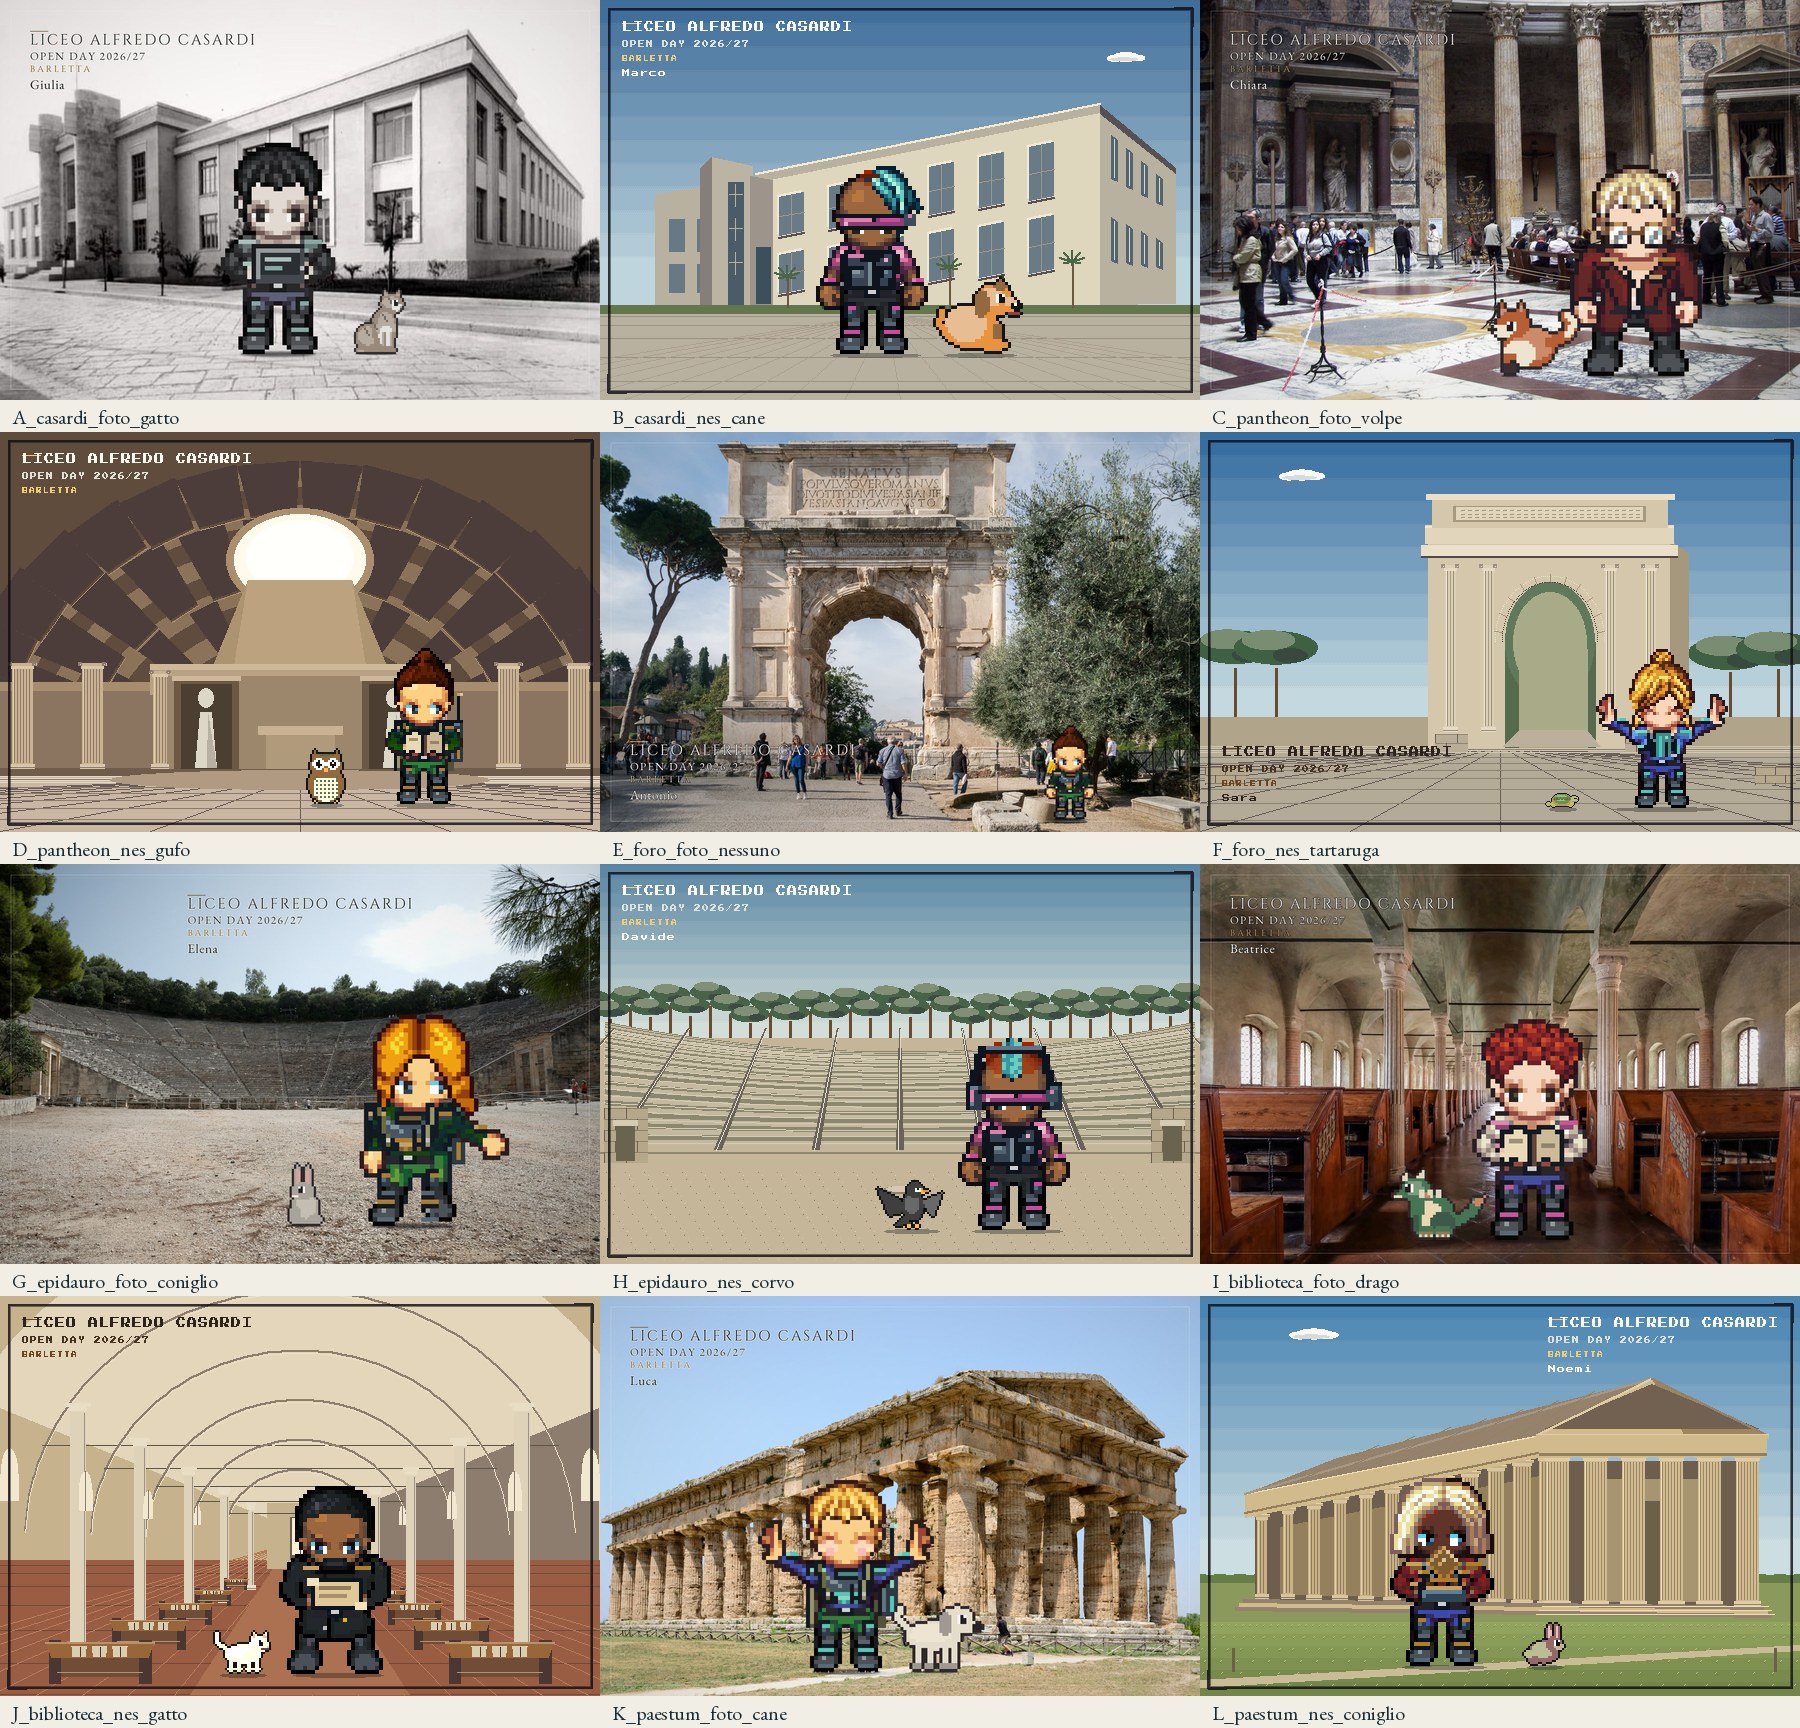 LICEO ALFREDO CASARDI
OPEN DAY 2026/27
BARLETTA
Giulia
A_casardi_foto_gatto
LICEO ALFREDO CASARDI
OPEN DAY 2026/27
BARLETTA
Marco
B_casardi_nes_cane
LICEO ALFREDO CASARDI
OPEN DAY 2026/27
BARLETTA
Chiara
C_pantheon_foto_volpe
LICEO ALFREDO CASARDI
OPEN DAY 2026/27
BARLETTA
D_pantheon_nes_gufo
SENATVS
OPVLVSQVEROMANVS
IVOTITODIVIVESPASIANIF
VESPASIANOAVGVSTO
LICEO ALFREDO CASARDI
OPEN DAY 2026/27
BARLETTA
Antonio
E_foro_foto_nessuno
LICEO ALFREDO CASARDI
OPEN DAY 2026/27
BARLETTA
Sara
F_foro_nes_tartaruga
LICEO ALFREDO CASARDI
OPEN DAY 2026/27
BARLETTA
Elena
G_epidauro_foto_coniglio
LICEO ALFREDO CASARDI
OPEN DAY 2026/27
BARLETTA
Davide
H_epidauro_nes_corvo
LICEO ALFREDO CASARDI
OPEN DAY 2026/27
BARLETTA
Beatrice
I_biblioteca_foto_drago
LICEO ALFREDO CASARDI
OPEN DAY 2026/27
BARLETTA
J_biblioteca_nes_gatto
LICEO ALFREDO CASARDI
OPEN DAY 2026/27
BARLETTA
Luca
K_paestum_foto_cane
LICEO ALFREDO CASARDI
OPEN DAY 2026/27
BARLETTA
Noemi
L_paestum_nes_coniglio